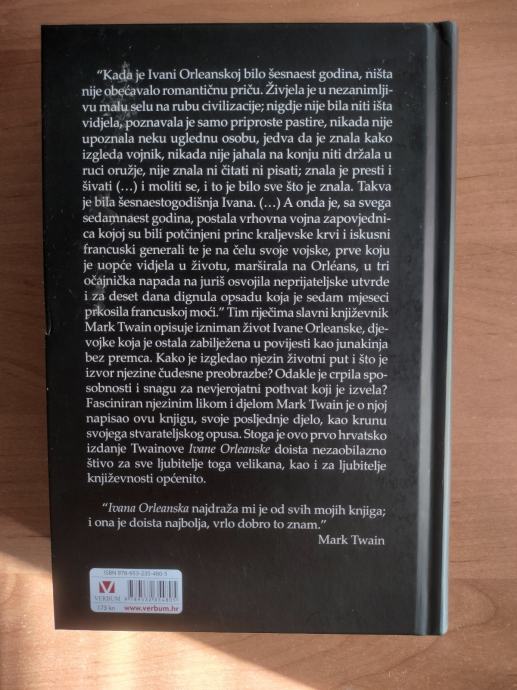 “Kada je Ivani Orleanskoj bilo šesnaest godina, ništa
nije obećavalo romantičnu priču. Živjela je u nezanimlji-
vu malu selu na rubu civilizacije; nigdje nije bila niti išta
vidjela, poznavala je samo priproste pastire, nikada nije
upoznala neku uglednu osobu, jedva da je znala kako
izgleda vojnik, nikada nije jahala na konju niti držala u
ruci oružje, nije znala ni čitati ni pisati; znala je presti i
šivati (...) i moliti se, i to je bilo sve što je znala. Takva
je bila šesnaestogodišnja Ivana. (...) A onda je, sa svega
sedamnaest godina, postala vrhovna vojna zapovjedni-
ca kojoj su bili potčinjeni princ kraljevske krvi i iskusni
francuski generali te je na čelu svoje vojske, prve koju
je uopće vidjela u životu, marširala na Orléans, u tri
očajnička napada na juriš osvojila neprijateljske utvrde
i za deset dana dignula opsadu koja je sedam mjeseci
prkosila francuskoj moći.” Tim riječima slavni književnik
Mark Twain opisuje izniman život Ivane Orleanske, dje-
vojke koja je ostala zabilježena u povijesti kao junakinja
bez premca. Kako je izgledao njezin životni put i što je
izvor njezine čudesne preobrazbe? Odakle je crpila spo-
sobnosti i snagu za nevjerojatni pothvat koji je izvela?
Fasciniran njezinim likom i djelom Mark Twain je o njoj
napisao ovu knjigu, svoje posljednje djelo, kao krunu
svojega stvarateljskog opusa. Stoga je ovo prvo hrvatsko
izdanje Twainove Ivane Orleanske doista nezaobilazno
štivo za sve ljubitelje toga velikana, kao i za ljubitelje
književnosti općenito.
“Ivana Orleanska najdraža mi je od svih mojih knjiga;
i ona je doista najbolja, vrlo dobro to znam.”
Mark Twain
ISBN 978-953-235-480-5
VERBUM
173 kn
www.verbum.hr